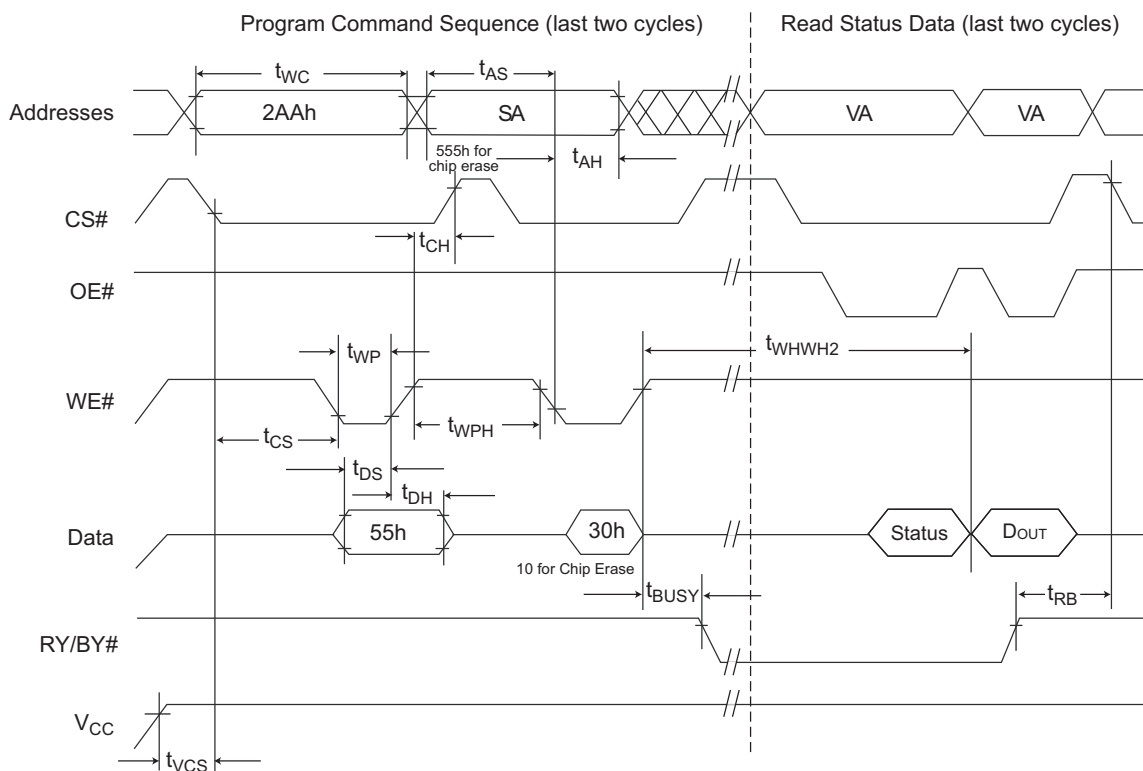 Program Command Sequence (last two cycles)
Read Status Data (last two cycles)
tWC
tAS
Addresses
2AAh
SA
VA
VA
555h for
chip erase
tAH
CS#
tCH
OE#
tWP
tWHWH2
WE#
tCS
tWPH
tDS
tDH
Data
55h
30h
Status
DOUT
10 for Chip Erase
tBUSY
tRB
RY/BY#
VCC
tVCS